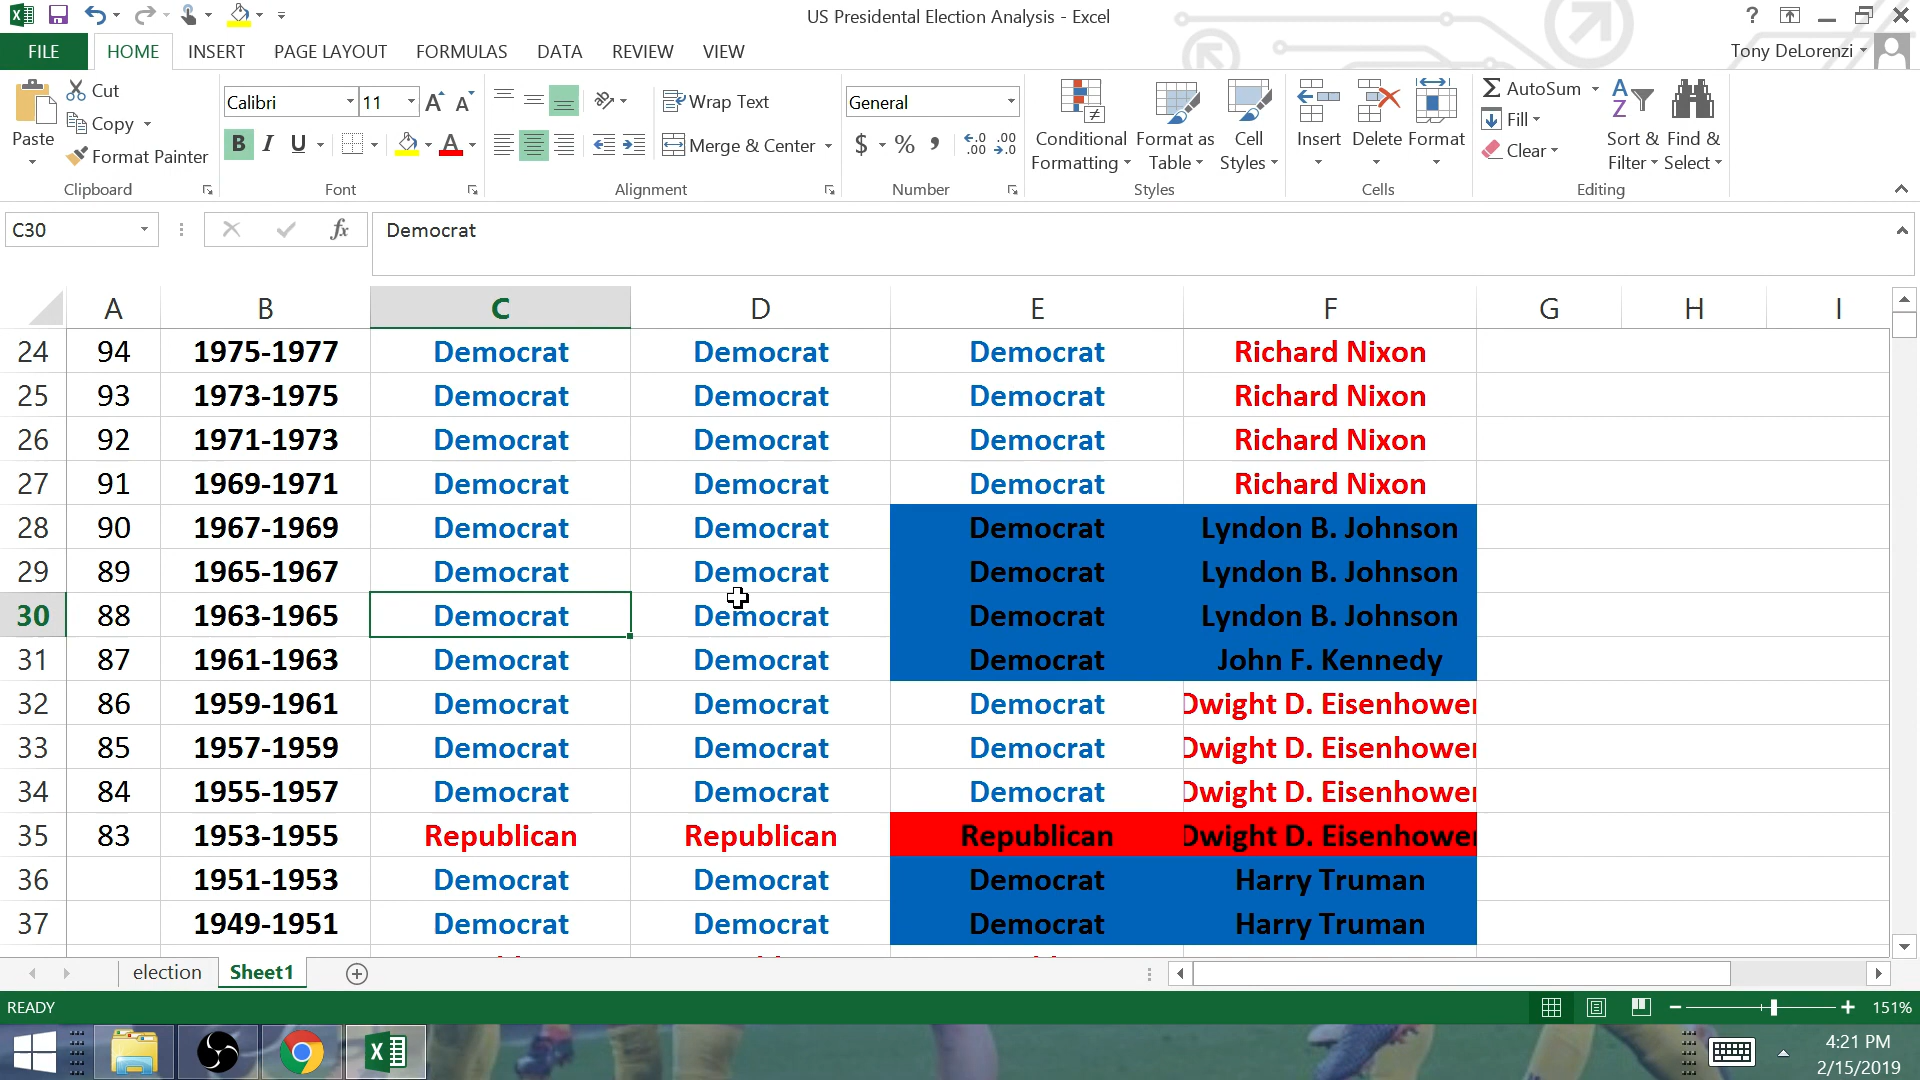 US Presidental Election Analysis - Excel
?
FILE HOME INSERT PAGE LAYOUT FORMULAS DATA REVIEW VIEW Tony DeLorenzi
Paste Cut Copy Format Painter
Clipboard
Calibri 11 A A
B I U A
Font
Wrap Text
Merge & Center
Alignment
General
$ % , .0 .00 .00 .0
Number
Conditional Formatting
Format as Table
Cell Styles
Styles
Insert Delete Format
Cells
AutoSum
Fill
Clear
Sort & Filter
Find & Select
Editing
C30 fx Democrat
A B C D E F G H I
24 94 1975-1977 Democrat Democrat Democrat Richard Nixon
25 93 1973-1975 Democrat Democrat Democrat Richard Nixon
26 92 1971-1973 Democrat Democrat Democrat Richard Nixon
27 91 1969-1971 Democrat Democrat Democrat Richard Nixon
28 90 1967-1969 Democrat Democrat Democrat Lyndon B. Johnson
29 89 1965-1967 Democrat Democrat Democrat Lyndon B. Johnson
30 88 1963-1965 Democrat Democrat Democrat Lyndon B. Johnson
31 87 1961-1963 Democrat Democrat Democrat John F. Kennedy
32 86 1959-1961 Democrat Democrat Democrat Dwight D. Eisenhower
33 85 1957-1959 Democrat Democrat Democrat Dwight D. Eisenhower
34 84 1955-1957 Democrat Democrat Democrat Dwight D. Eisenhower
35 83 1953-1955 Republican Republican Republican Dwight D. Eisenhower
36 1951-1953 Democrat Democrat Democrat Harry Truman
37 1949-1951 Democrat Democrat Democrat Harry Truman
election Sheet1
READY 151%
4:21 PM
2/15/2019